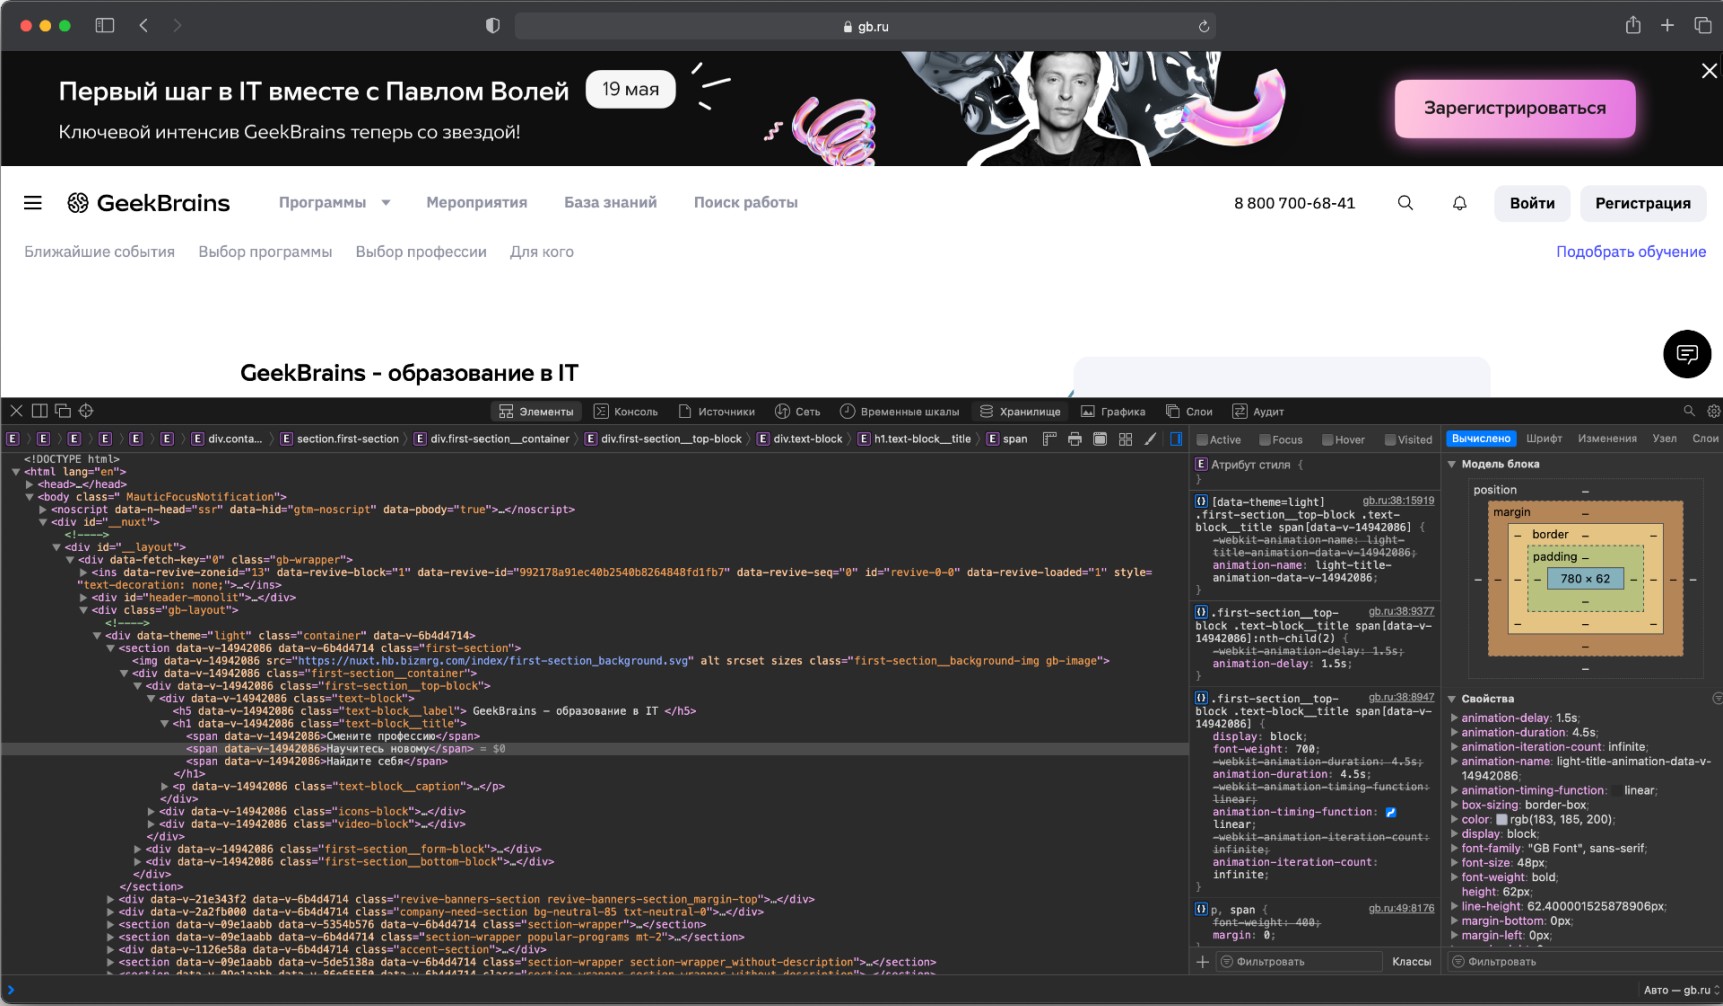 gb.ru
Первый шаг в IT вместе с Павлом Волей
19 мая
Ключевой интенсив GeekBrains теперь со звездой!
Зарегистрироваться
GeekBrains
Программы
Мероприятия
База знаний
Поиск работы
8 800 700-68-41
Войти
Регистрация
Ближайшие события
Выбор программы
Выбор профессии
Для кого
Подобрать обучение
GeekBrains - образование в IT
Элементы
Консоль
Источники
Сеть
Временные шкалы
Хранилище
Графика
Слои
Аудит
E E E E E E E div.conta... E section.first-section E div.first-section__container E div.first-section__top-block E div.text-block E h1.text-block__title E span
Active Focus Hover Visited
Вычислено Шрифт Изменения Узел Слои
<!DOCTYPE html>
<html lang="en">
<head>…</head>
<body class=" MauticFocusNotification">
<noscript data-n-head="ssr" data-hid="gtm-noscript" data-pbody="true">…</noscript>
<div id="__nuxt">
<!---->
<div id="__layout">
<div data-fetch-key="0" class="gb-wrapper">
<ins data-revive-zoneid="13" data-revive-block="1" data-revive-id="992178a91ec40b2540b8264848fd1fb7" data-revive-seq="0" id="revive-0-0" data-revive-loaded="1" style=
"text-decoration: none;">…</ins>
<div id="header-monolit">…</div>
<div class="gb-layout">
<!---->
<div data-theme="light" class="container" data-v-6b4d4714>
<section data-v-14942086 data-v-6b4d4714 class="first-section">
<img data-v-14942086 src="https://nuxt.hb.bizmrg.com/index/first-section_background.svg" alt srcset sizes class="first-section__background-img gb-image">
<div data-v-14942086 class="first-section__container">
<div data-v-14942086 class="first-section__top-block">
<div data-v-14942086 class="text-block">
<h5 data-v-14942086 class="text-block__label"> GeekBrains – образование в IT </h5>
<h1 data-v-14942086 class="text-block__title">
<span data-v-14942086>Смените профессию</span>
<span data-v-14942086>Научитесь новому</span> = $0
<span data-v-14942086>Найдите себя</span>
</h1>
<p data-v-14942086 class="text-block__caption">…</p>
</div>
<div data-v-14942086 class="icons-block">…</div>
<div data-v-14942086 class="video-block">…</div>
</div>
<div data-v-14942086 class="first-section__form-block">…</div>
<div data-v-14942086 class="first-section__bottom-block">…</div>
</div>
</section>
<div data-v-21e343f2 data-v-6b4d4714 class="revive-banners-section revive-banners-section_margin-top">…</div>
<div data-v-2a2fb000 data-v-6b4d4714 class="company-need-section bg-neutral-85 txt-neutral-0">…</div>
<section data-v-09e1aabb data-v-5354b576 data-v-6b4d4714 class="section-wrapper">…</section>
<section data-v-09e1aabb data-v-6b4d4714 class="section-wrapper popular-programs mt-2">…</section>
<div data-v-1126e58a data-v-6b4d4714 class="accent-section">…</div>
<section data-v-09e1aabb data-v-5de5138a data-v-6b4d4714 class="section-wrapper section-wrapper_without-description">…</section>
E Атрибут стиля {
}
[data-theme=light] gb.ru:38:15919
.first-section__top-block .text-
block__title span[data-v-14942086] {
-webkit-animation-name: light-
title-animation-data-v-14942086;
animation-name: light-title-
animation-data-v-14942086;
}
.first-section__top- gb.ru:38:9377
block .text-block__title span[data-v-
14942086]:nth-child(2) {
-webkit-animation-delay: 1.5s;
animation-delay: 1.5s;
}
.first-section__top- gb.ru:38:8947
block .text-block__title span[data-v-
14942086] {
display: block;
font-weight: 700;
-webkit-animation-duration: 4.5s;
animation-duration: 4.5s;
-webkit-animation-timing-function:
linear;
animation-timing-function:
linear;
-webkit-animation-iteration-count:
infinite;
animation-iteration-count:
infinite;
}
p, span { gb.ru:49:8176
font-weight: 400;
margin: 0;
Фильтровать
Классы
Модель блока
position
margin
border
padding
780 × 62
Свойства
animation-delay: 1.5s;
animation-duration: 4.5s;
animation-iteration-count: infinite;
animation-name: light-title-animation-data-v-
14942086;
animation-timing-function: linear;
box-sizing: border-box;
color: rgb(183, 185, 200);
display: block;
font-family: "GB Font", sans-serif;
font-size: 48px;
font-weight: bold;
height: 62px;
line-height: 62.400001525878906px;
margin-bottom: 0px;
margin-left: 0px;
Фильтровать
Авто — gb.ru